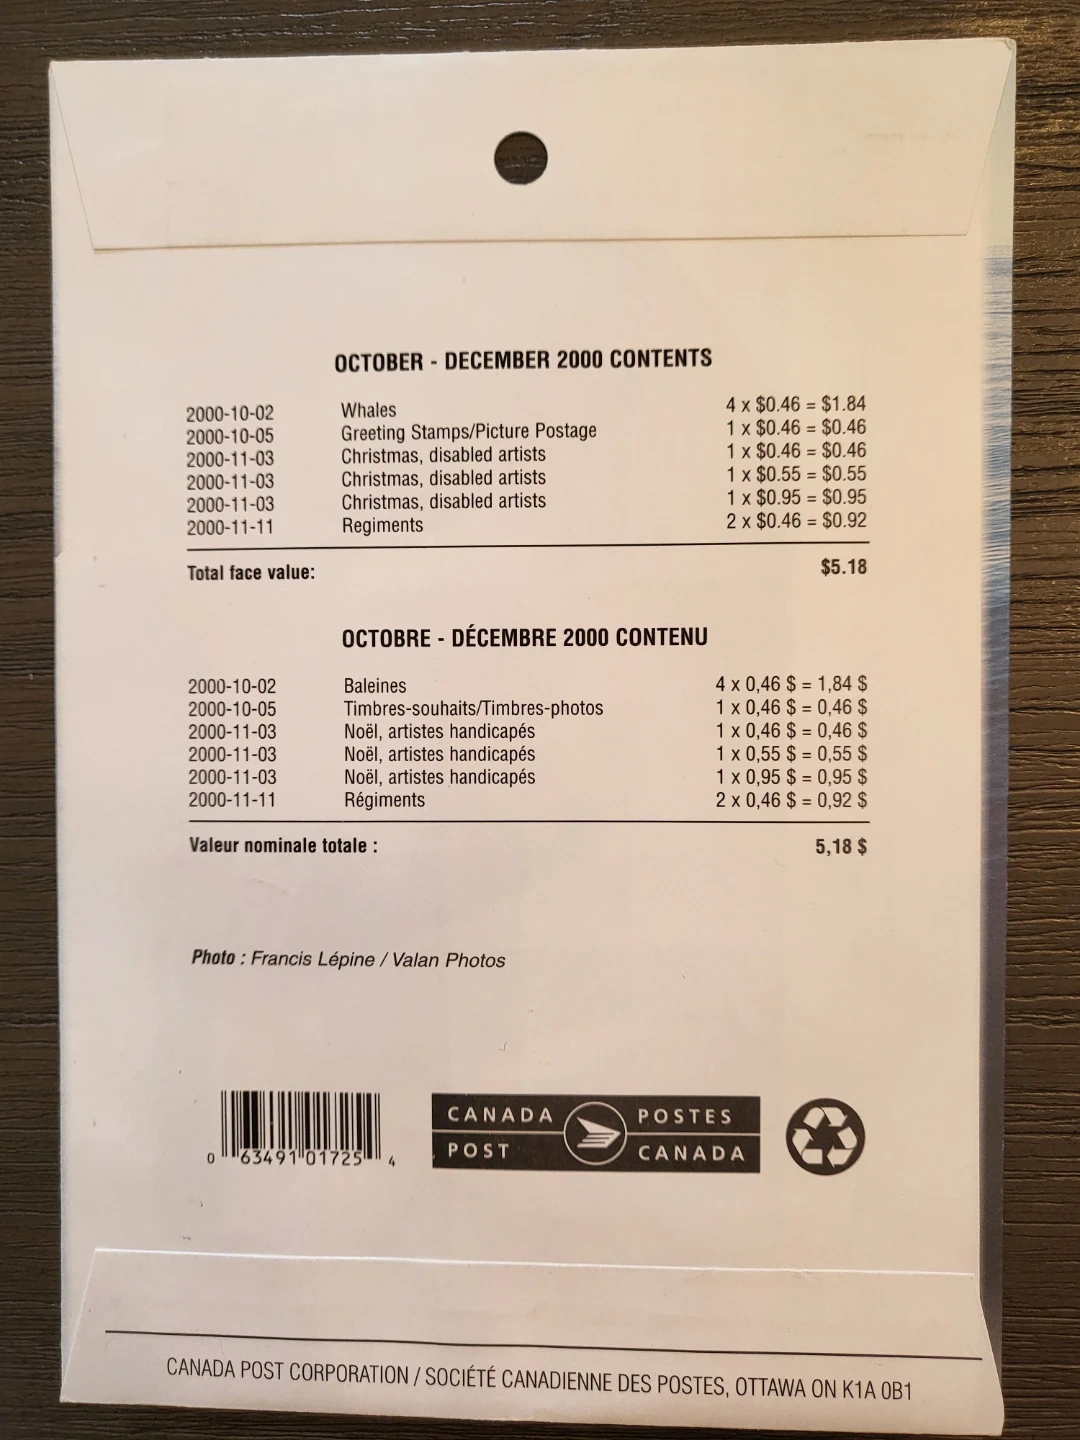 OCTOBER - DECEMBER 2000 CONTENTS
2000-10-02 Whales 4 x $0.46 = $1.84
2000-10-05 Greeting Stamps/Picture Postage 1 x $0.46 = $0.46
2000-11-03 Christmas, disabled artists 1 x $0.46 = $0.46
2000-11-03 Christmas, disabled artists 1 x $0.55 = $0.55
2000-11-03 Christmas, disabled artists 1 x $0.95 = $0.95
2000-11-11 Regiments 2 x $0.46 = $0.92
Total face value: $5.18
OCTOBRE - DÉCEMBRE 2000 CONTENU
2000-10-02 Baleines 4 x 0,46 $ = 1,84 $
2000-10-05 Timbres-souhaits/Timbres-photos 1 x 0,46 $ = 0,46 $
2000-11-03 Noël, artistes handicapés 1 x 0,46 $ = 0,46 $
2000-11-03 Noël, artistes handicapés 1 x 0,55 $ = 0,55 $
2000-11-03 Noël, artistes handicapés 1 x 0,95 $ = 0,95 $
2000-11-11 Régiments 2 x 0,46 $ = 0,92 $
Valeur nominale totale : 5,18 $
Photo : Francis Lépine / Valan Photos
0 63491 01725 4
CANADA POSTES
POST CANADA
CANADA POST CORPORATION / SOCIÉTÉ CANADIENNE DES POSTES, OTTAWA ON K1A 0B1